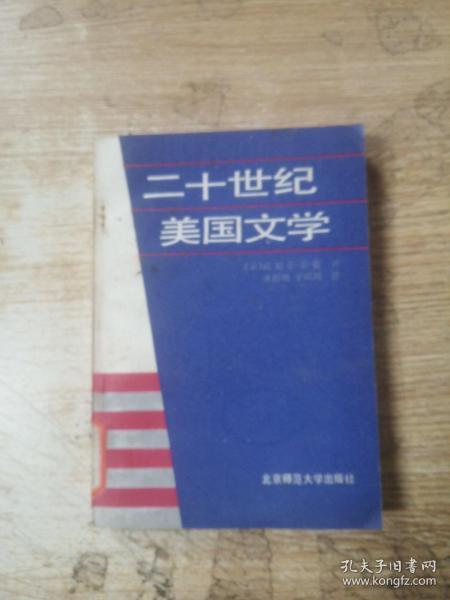 二十世纪
美国文学
北京师范大学出版社
孔夫子旧书网
www.kongfz.com